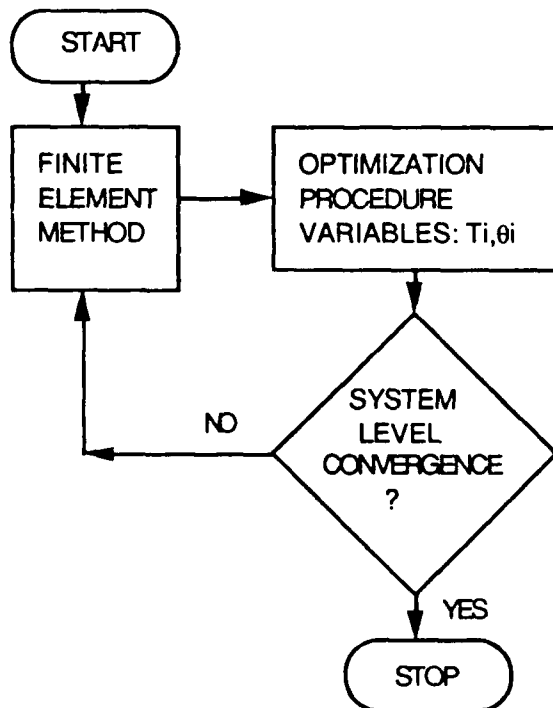 START
FINITE
ELEMENT
METHOD
OPTIMIZATION
PROCEDURE
VARIABLES: Ti,θi
SYSTEM
LEVEL
CONVERGENCE
?
NO
YES
STOP